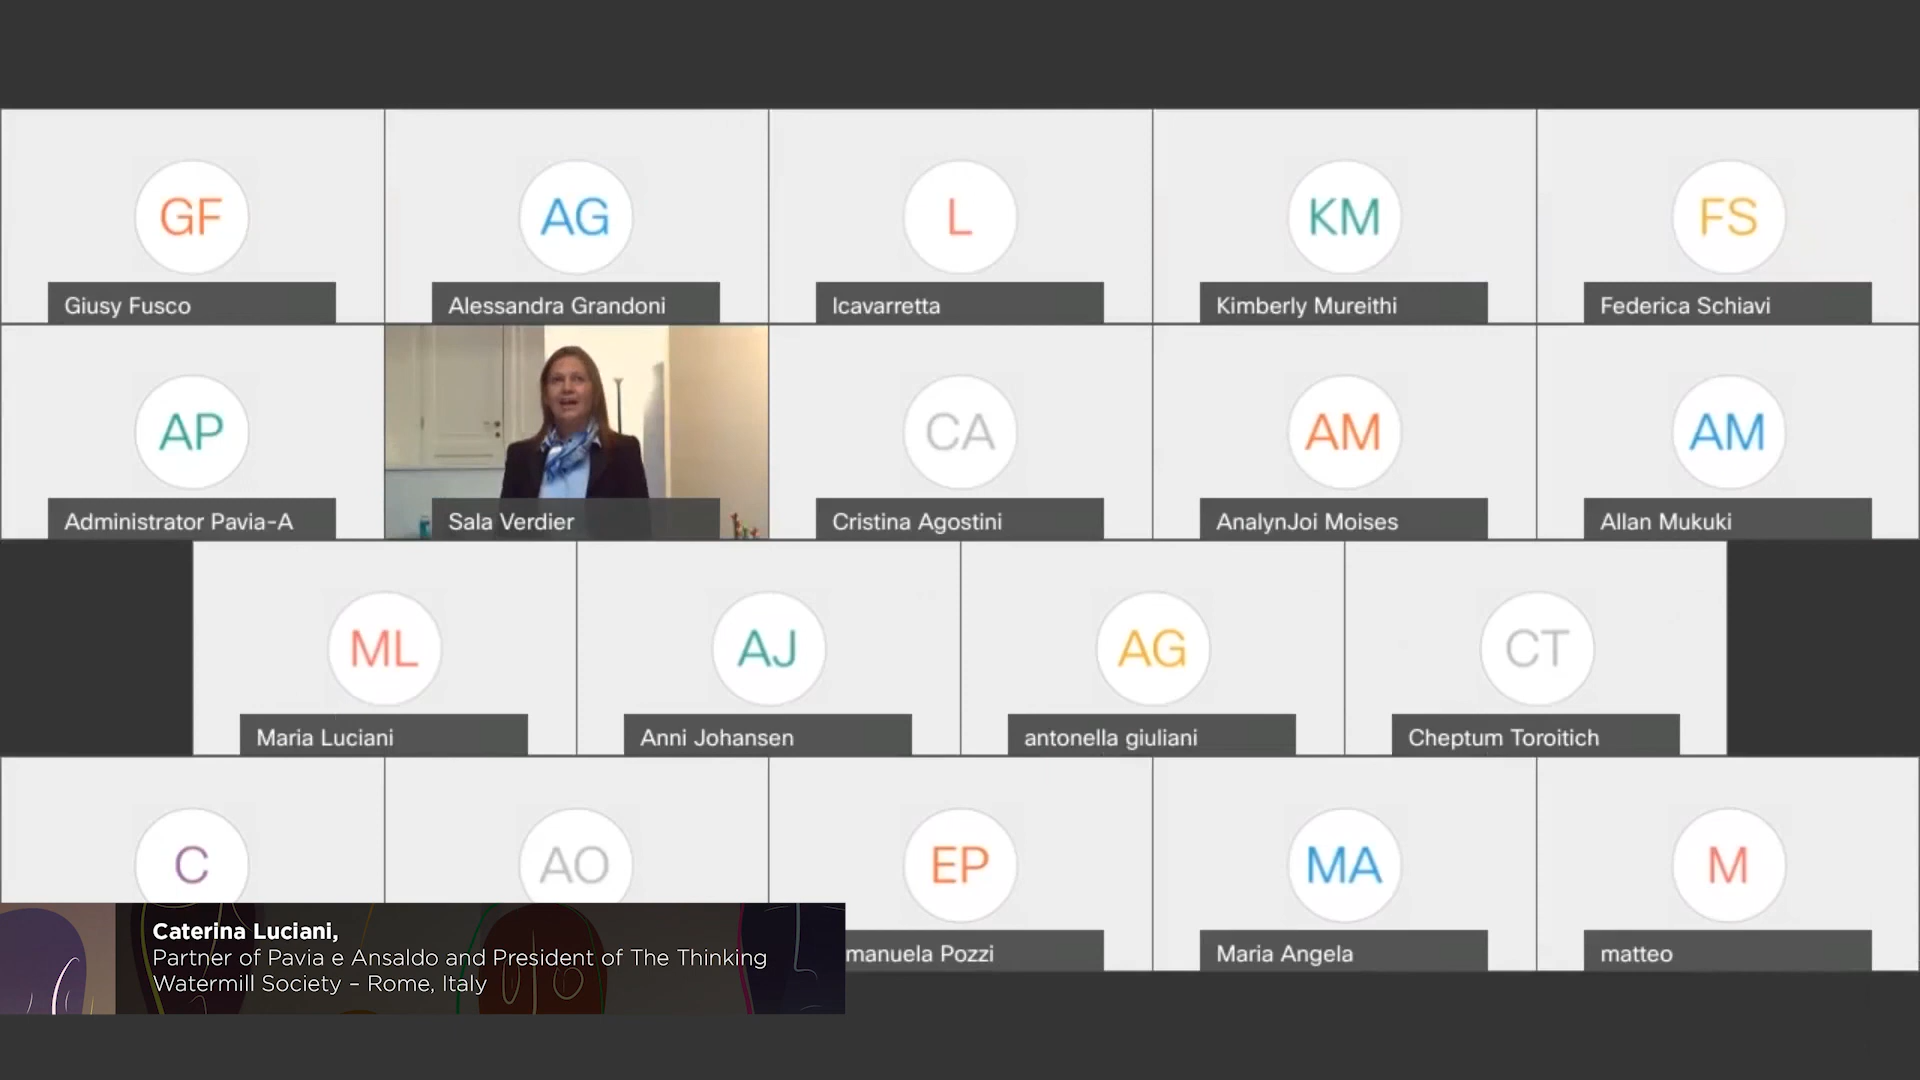 GF
AG
L
KM
FS
Giusy Fusco
Alessandra Grandoni
lcavarretta
Kimberly Mureithi
Federica Schiavi
AP
CA
AM
AM
Administrator Pavia-A
Sala Verdier
Cristina Agostini
AnalynJoi Moises
Allan Mukuki
ML
AJ
AG
CT
Maria Luciani
Anni Johansen
antonella giuliani
Cheptum Toroitich
C
AO
EP
MA
M
manuela Pozzi
Maria Angela
matteo
Caterina Luciani,
Partner of Pavia e Ansaldo and President of The Thinking
Watermill Society – Rome, Italy